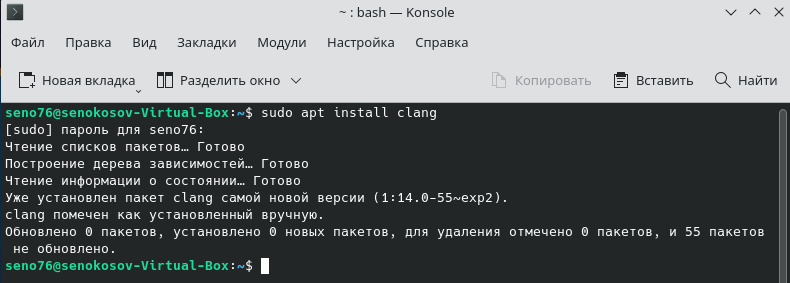 ~ : bash — Konsole
Файл Правка Вид Закладки Модули Настройка Справка
Новая вкладка Разделить окно Копировать Вставить Найти
seno76@senokosov-Virtual-Box:~$ sudo apt install clang
[sudo] пароль для seno76:
Чтение списков пакетов… Готово
Построение дерева зависимостей… Готово
Чтение информации о состоянии… Готово
Уже установлен пакет clang самой новой версии (1:14.0-55~exp2).
clang помечен как установленный вручную.
Обновлено 0 пакетов, установлено 0 новых пакетов, для удаления отмечено 0 пакетов, и 55 пакетов
не обновлено.
seno76@senokosov-Virtual-Box:~$